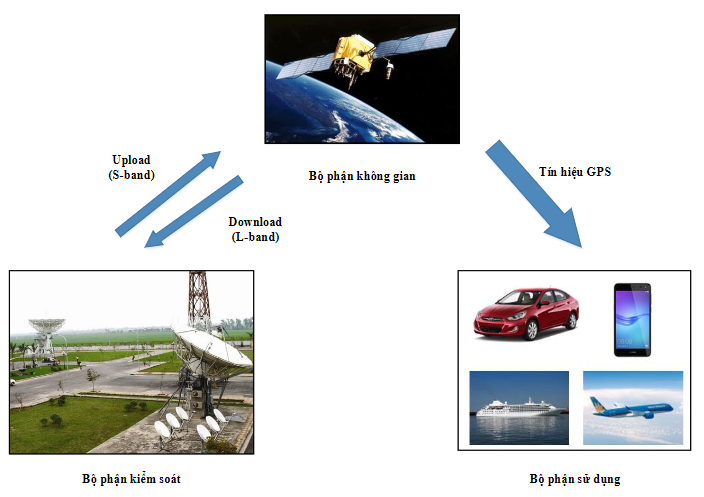 Upload
(S-band)
Bộ phận không gian
Tín hiệu GPS
Download
(L-band)
Bộ phận kiểm soát
Bộ phận sử dụng